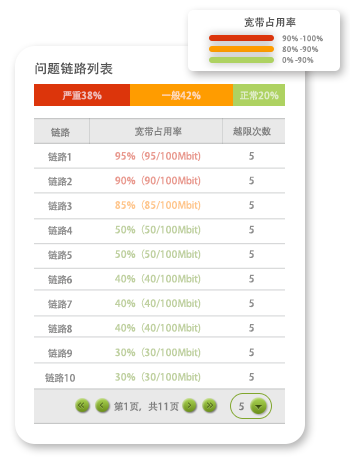 宽带占用率
90% -100%
80% -90%
0% -90%
问题链路列表
严重38% 一般42% 正常20%
链路 宽带占用率 越限次数
链路1 95%（95/100Mbit) 5
链路2 90%（90/100Mbit) 5
链路3 85%（85/100Mbit) 5
链路4 50%（50/100Mbit) 5
链路5 50%（50/100Mbit) 5
链路6 40%（40/100Mbit) 5
链路7 40%（40/100Mbit) 5
链路8 40%（40/100Mbit) 5
链路9 30%（30/100Mbit) 5
链路10 30%（30/100Mbit) 5
第1页，共11页 5